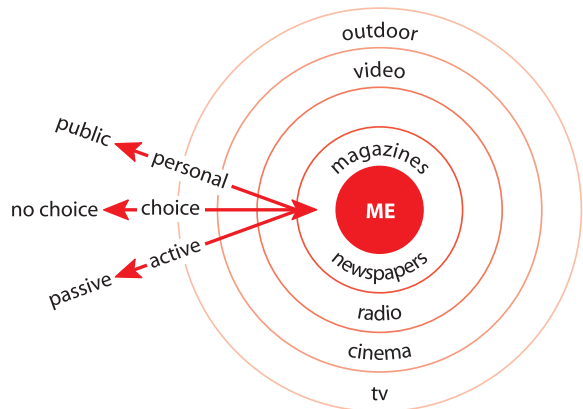 outdoor
video
public
personal
magazines
no choice
choice
ME
active
passive
newspapers
radio
cinema
tv